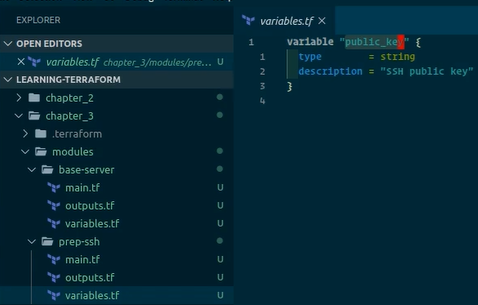 EXPLORER
OPEN EDITORS
variables.tf chapter_3/modules/pre... U
LEARNING-TERRAFORM
chapter_2
chapter_3
.terraform
modules
base-server
main.tf U
outputs.tf U
variables.tf U
prep-ssh
main.tf U
outputs.tf U
variables.tf U
variables.tf
1 variable "public_key" {
1 type = string
2 description = "SSH public key"
3 }
4